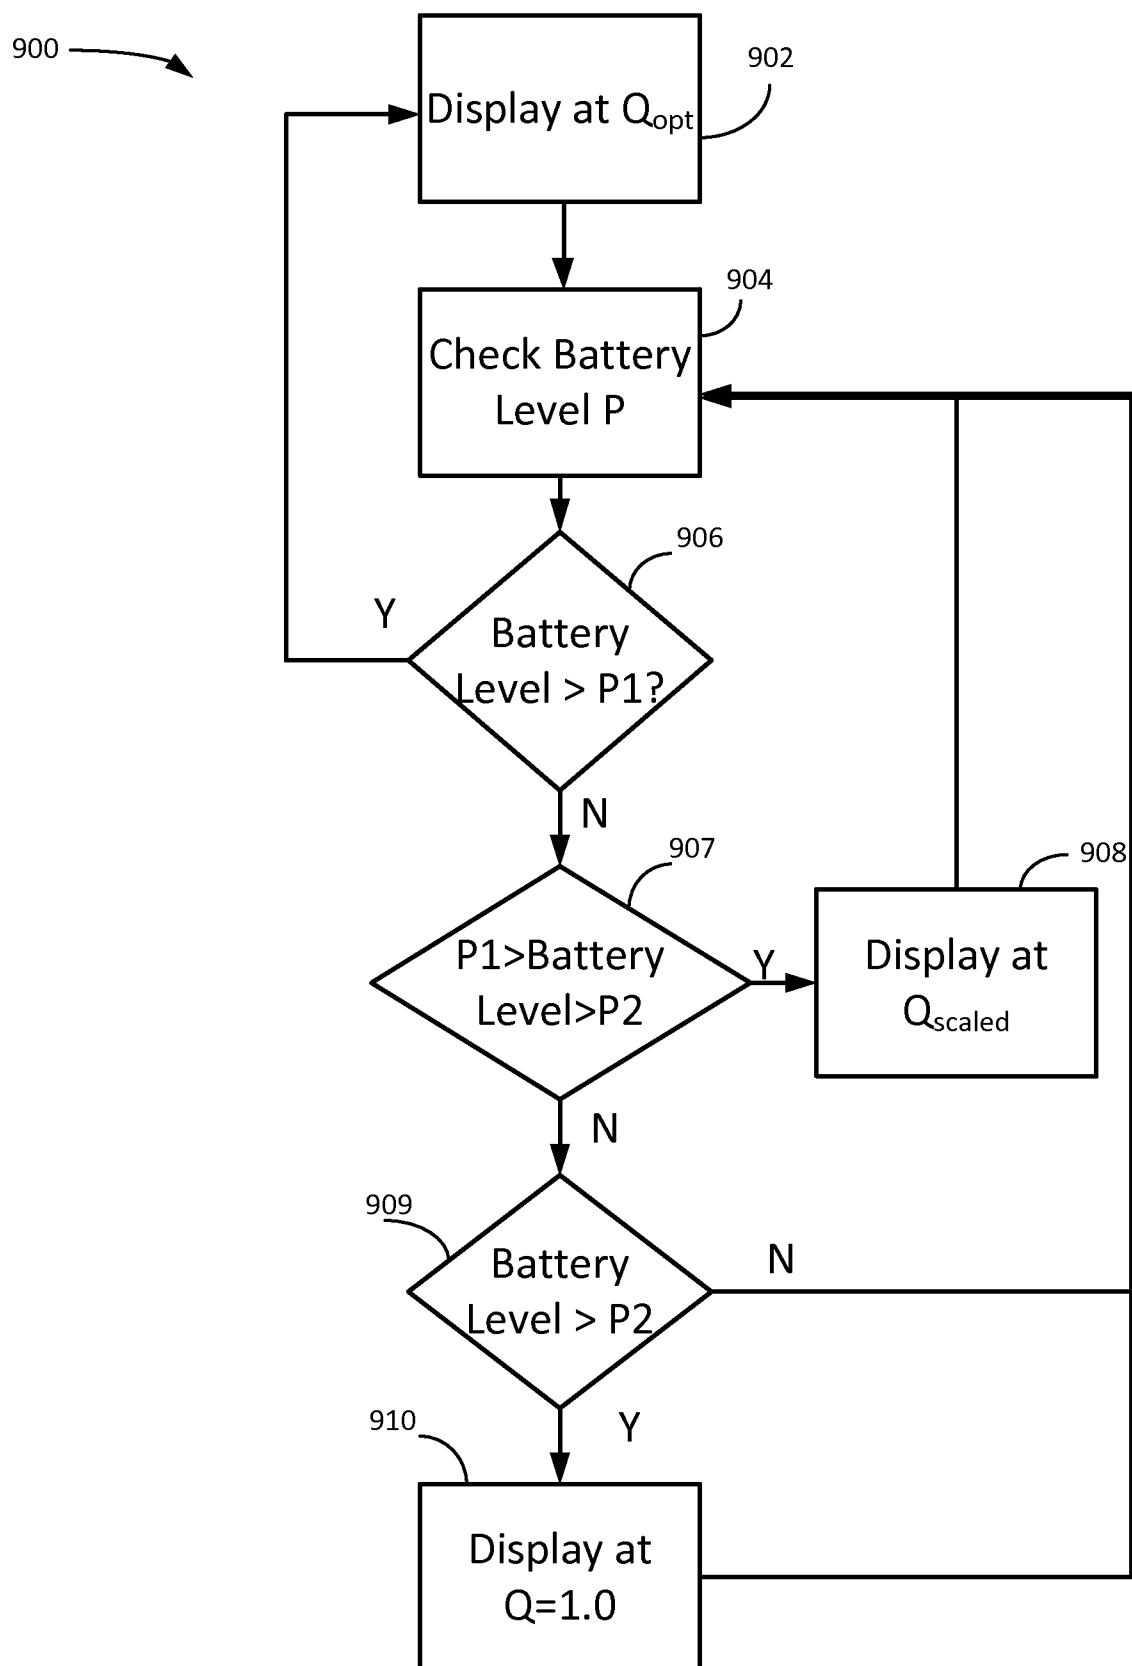 900
902
Display at Qopt
904
Check Battery
Level P
906
Y
Battery
Level > P1?
N
907
908
P1>Battery
Level>P2
Y
Display at
Qscaled
N
909
Battery
Level > P2
N
910
Y
Display at
Q=1.0